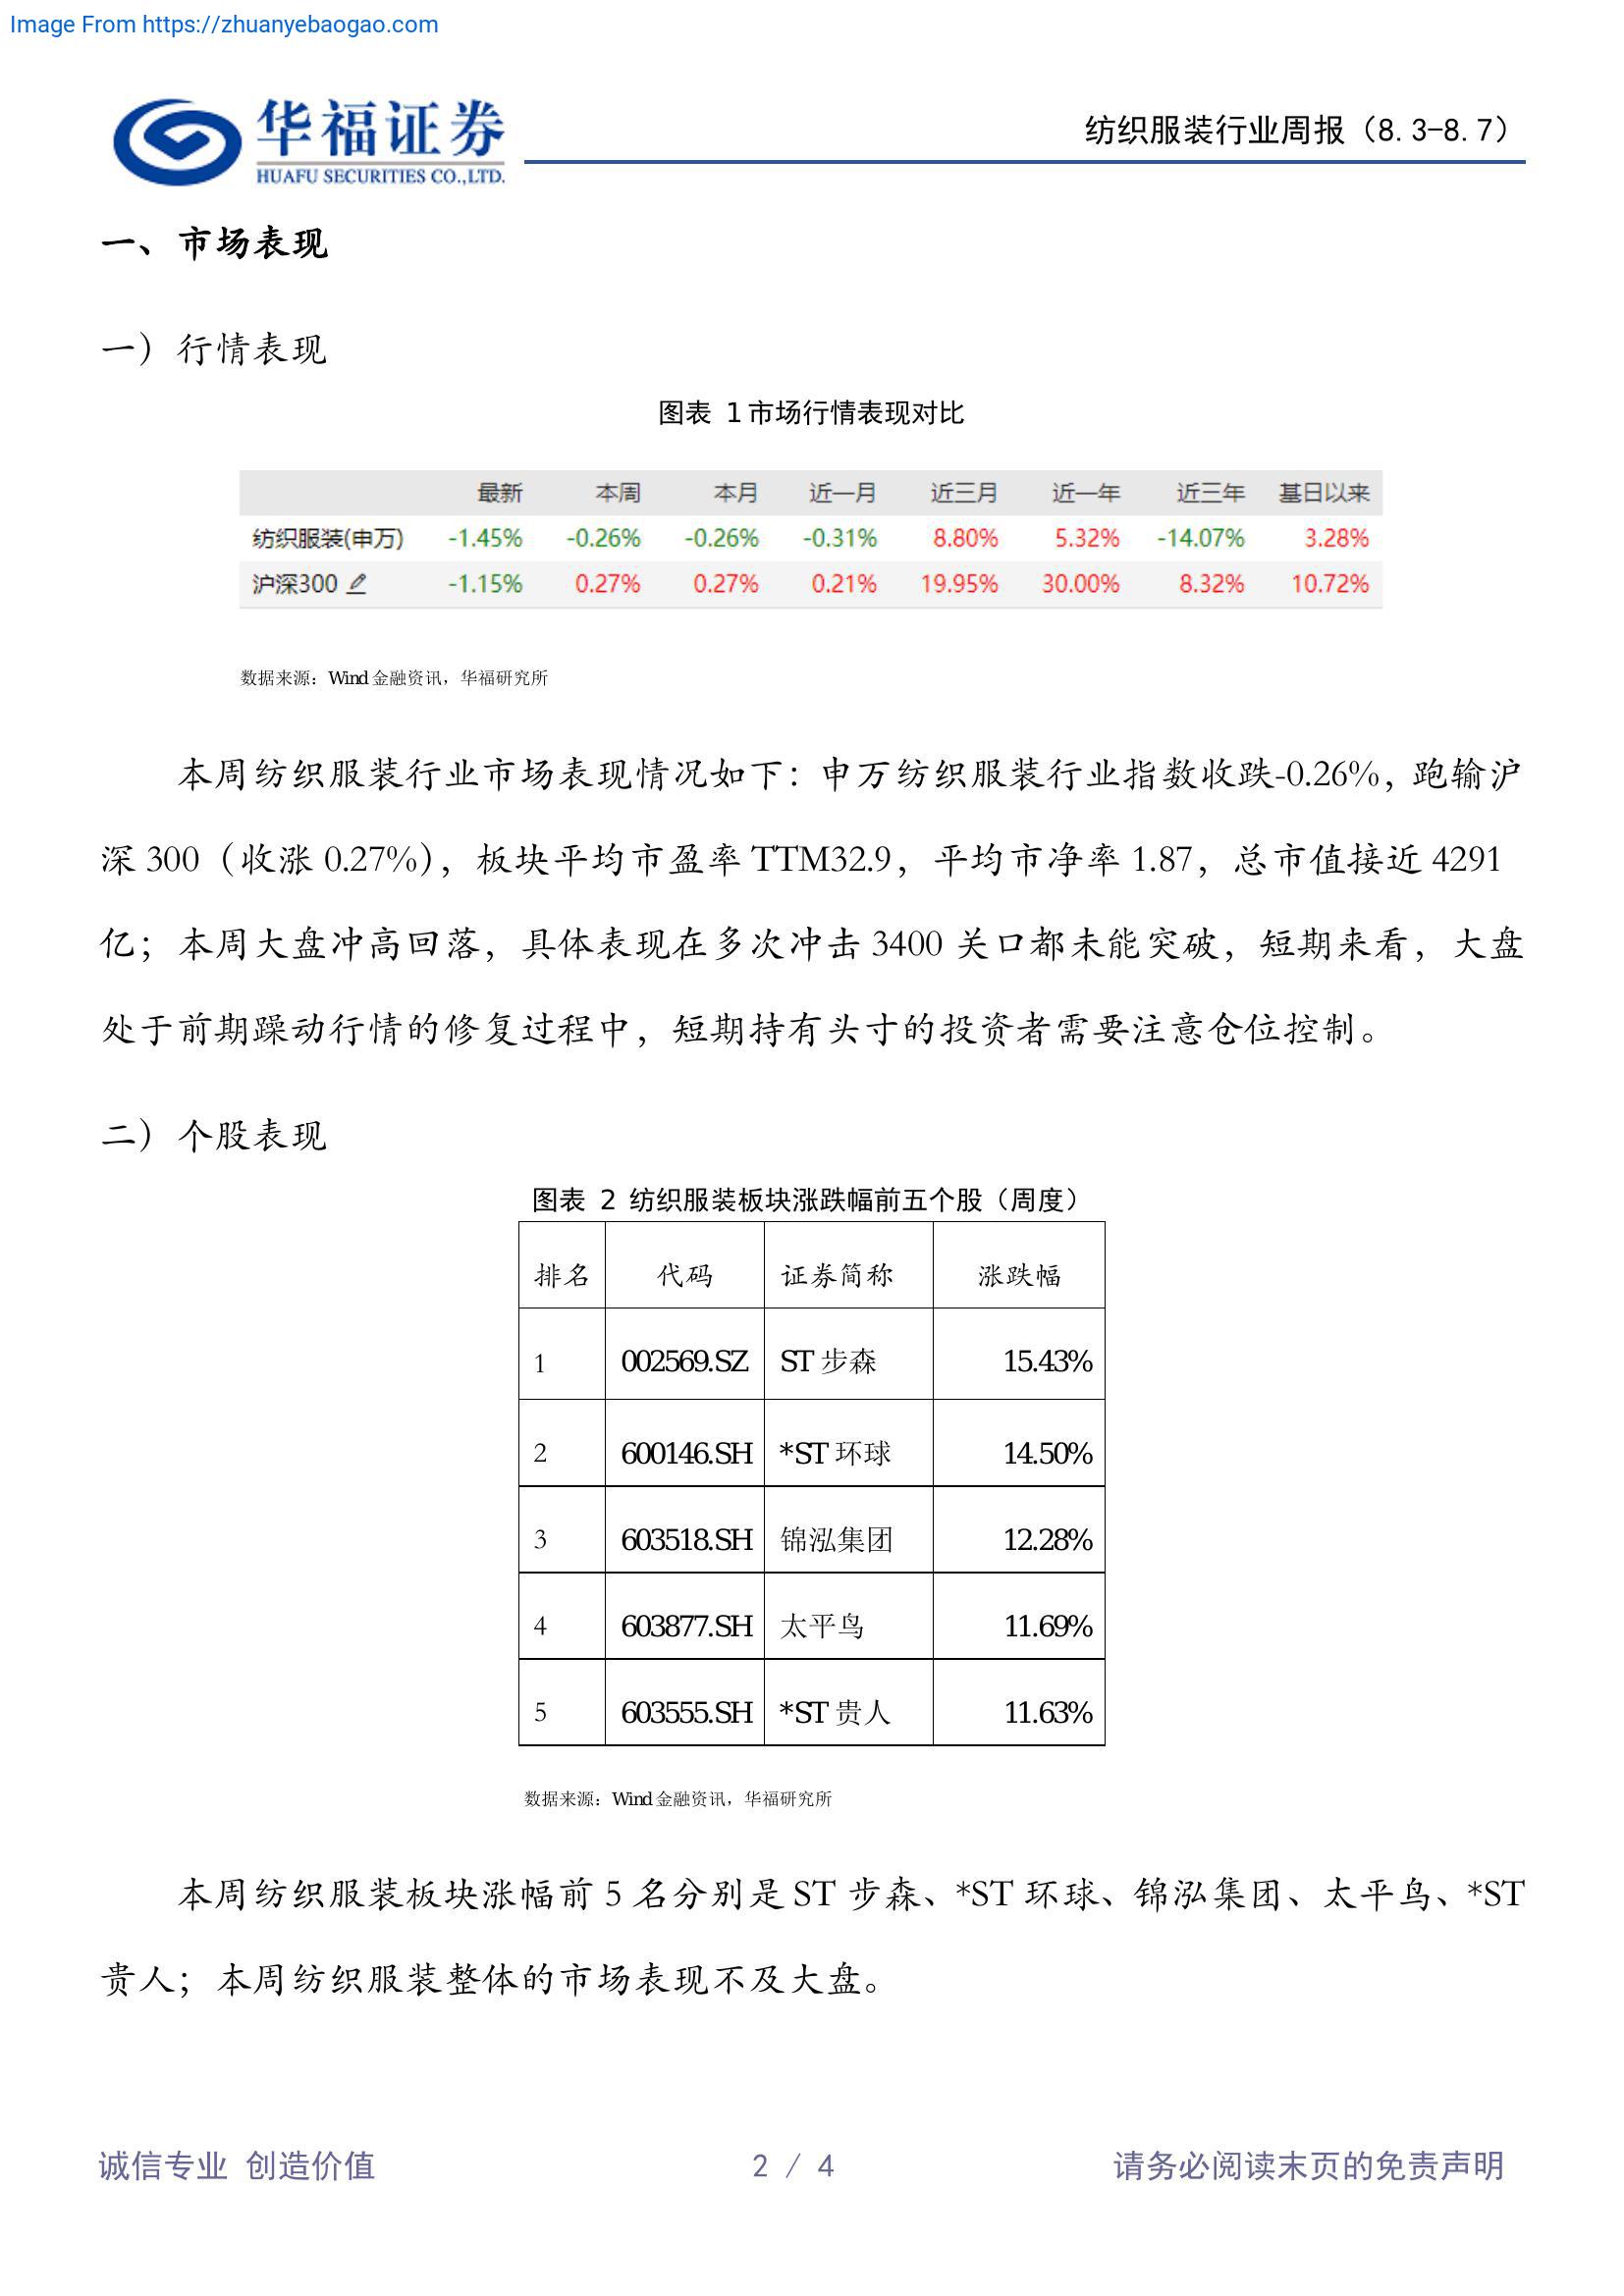 Image From https://zhuanyebaogao.com
华福证券
HUAFU SECURITIES CO.,LTD.
纺织服装行业周报（8.3-8.7）
一、市场表现
一）行情表现
图表 1 市场行情表现对比
最新 本周 本月 近一月 近三月 近一年 近三年 基日以来
纺织服装(申万) -1.45% -0.26% -0.26% -0.31% 8.80% 5.32% -14.07% 3.28%
沪深300 -1.15% 0.27% 0.27% 0.21% 19.95% 30.00% 8.32% 10.72%
数据来源：Wind 金融资讯，华福研究所
本周纺织服装行业市场表现情况如下：申万纺织服装行业指数收跌-0.26%，跑输沪
深 300（收涨 0.27%），板块平均市盈率 TTM32.9，平均市净率 1.87，总市值接近 4291
亿；本周大盘冲高回落，具体表现在多次冲击 3400 关口都未能突破，短期来看，大盘
处于前期躁动行情的修复过程中，短期持有头寸的投资者需要注意仓位控制。
二）个股表现
图表 2 纺织服装板块涨跌幅前五个股（周度）
排名 代码 证券简称 涨跌幅
1 002569.SZ ST 步森 15.43%
2 600146.SH *ST 环球 14.50%
3 603518.SH 锦泓集团 12.28%
4 603877.SH 太平鸟 11.69%
5 603555.SH *ST 贵人 11.63%
数据来源：Wind 金融资讯，华福研究所
本周纺织服装板块涨幅前 5 名分别是 ST 步森、*ST 环球、锦泓集团、太平鸟、*ST
贵人；本周纺织服装整体的市场表现不及大盘。
诚信专业 创造价值 2 / 4 请务必阅读末页的免责声明